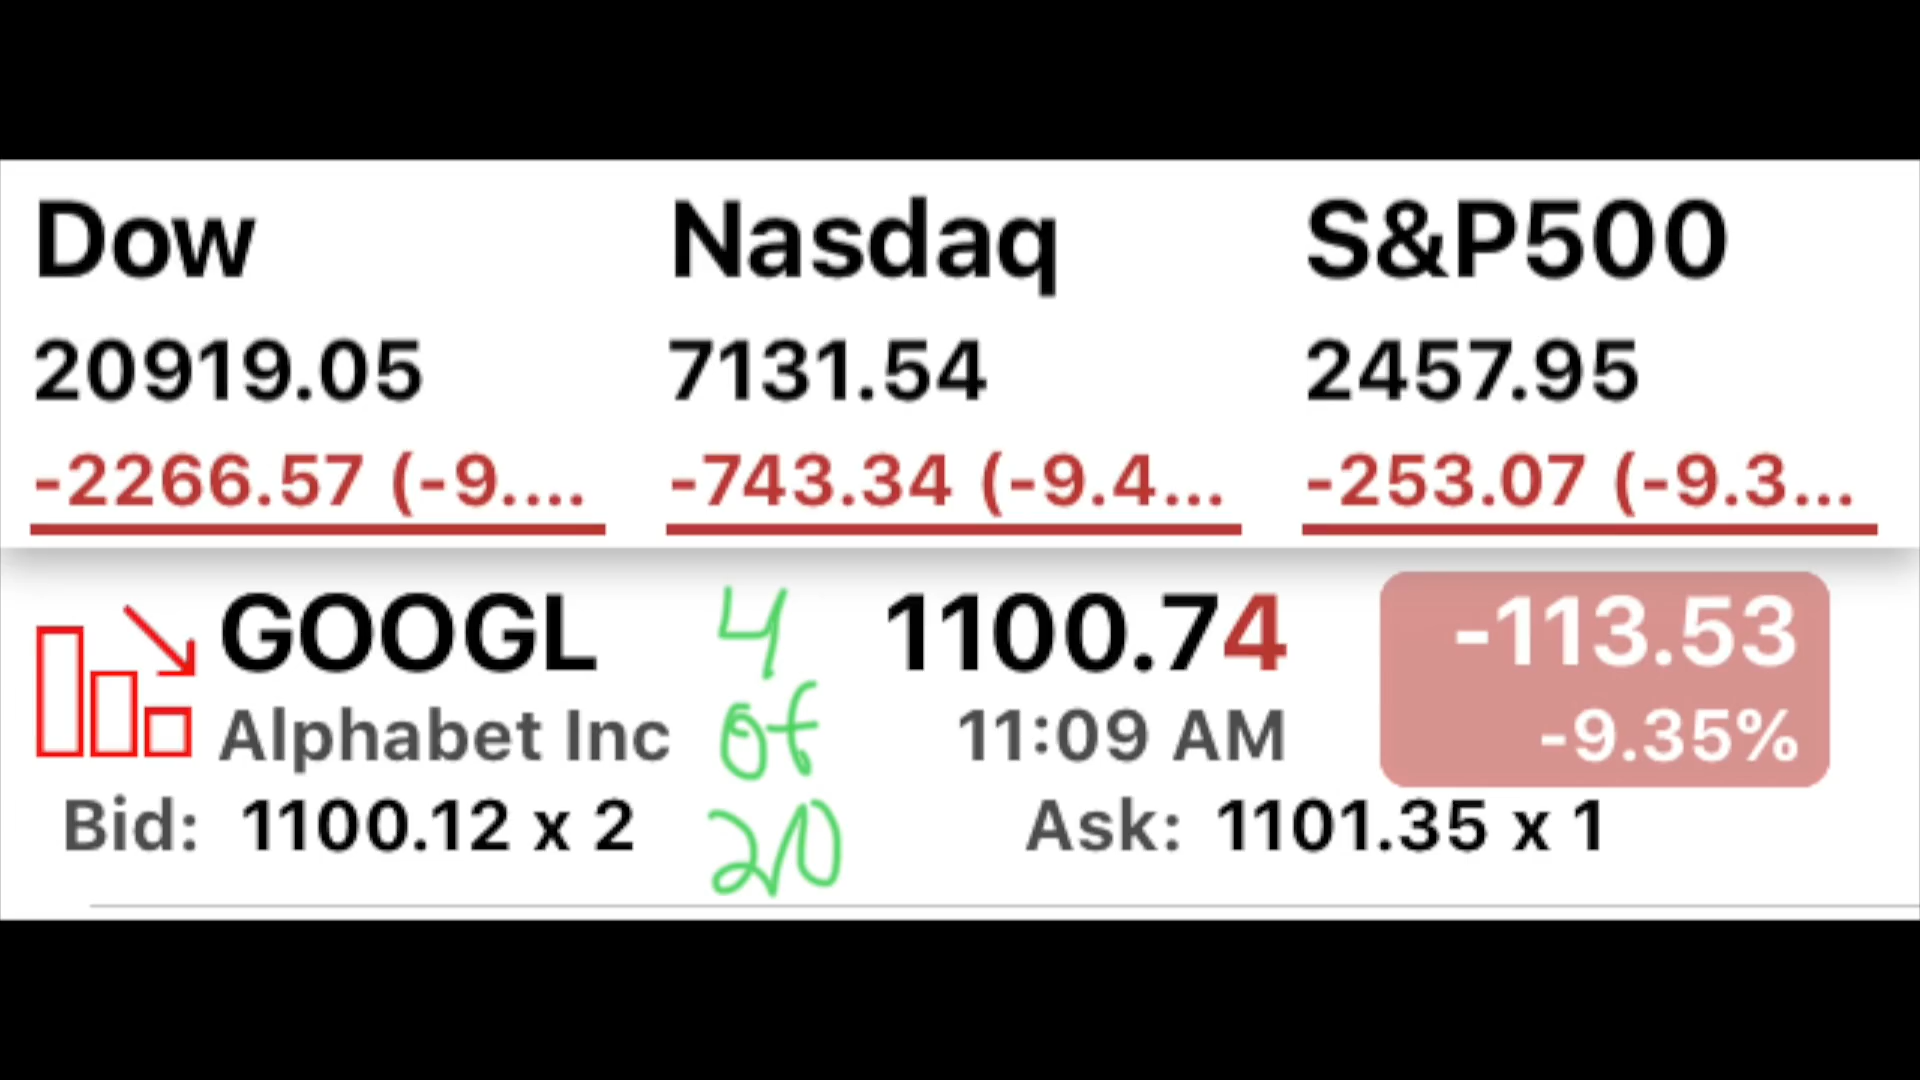 Dow Nasdaq S&P500
20919.05 7131.54 2457.95
-2266.57 (-9.... -743.34 (-9.4... -253.07 (-9.3...
GOOGL 4 1100.74 -113.53
Alphabet Inc of 11:09 AM -9.35%
Bid: 1100.12 x 2 20 Ask: 1101.35 x 1